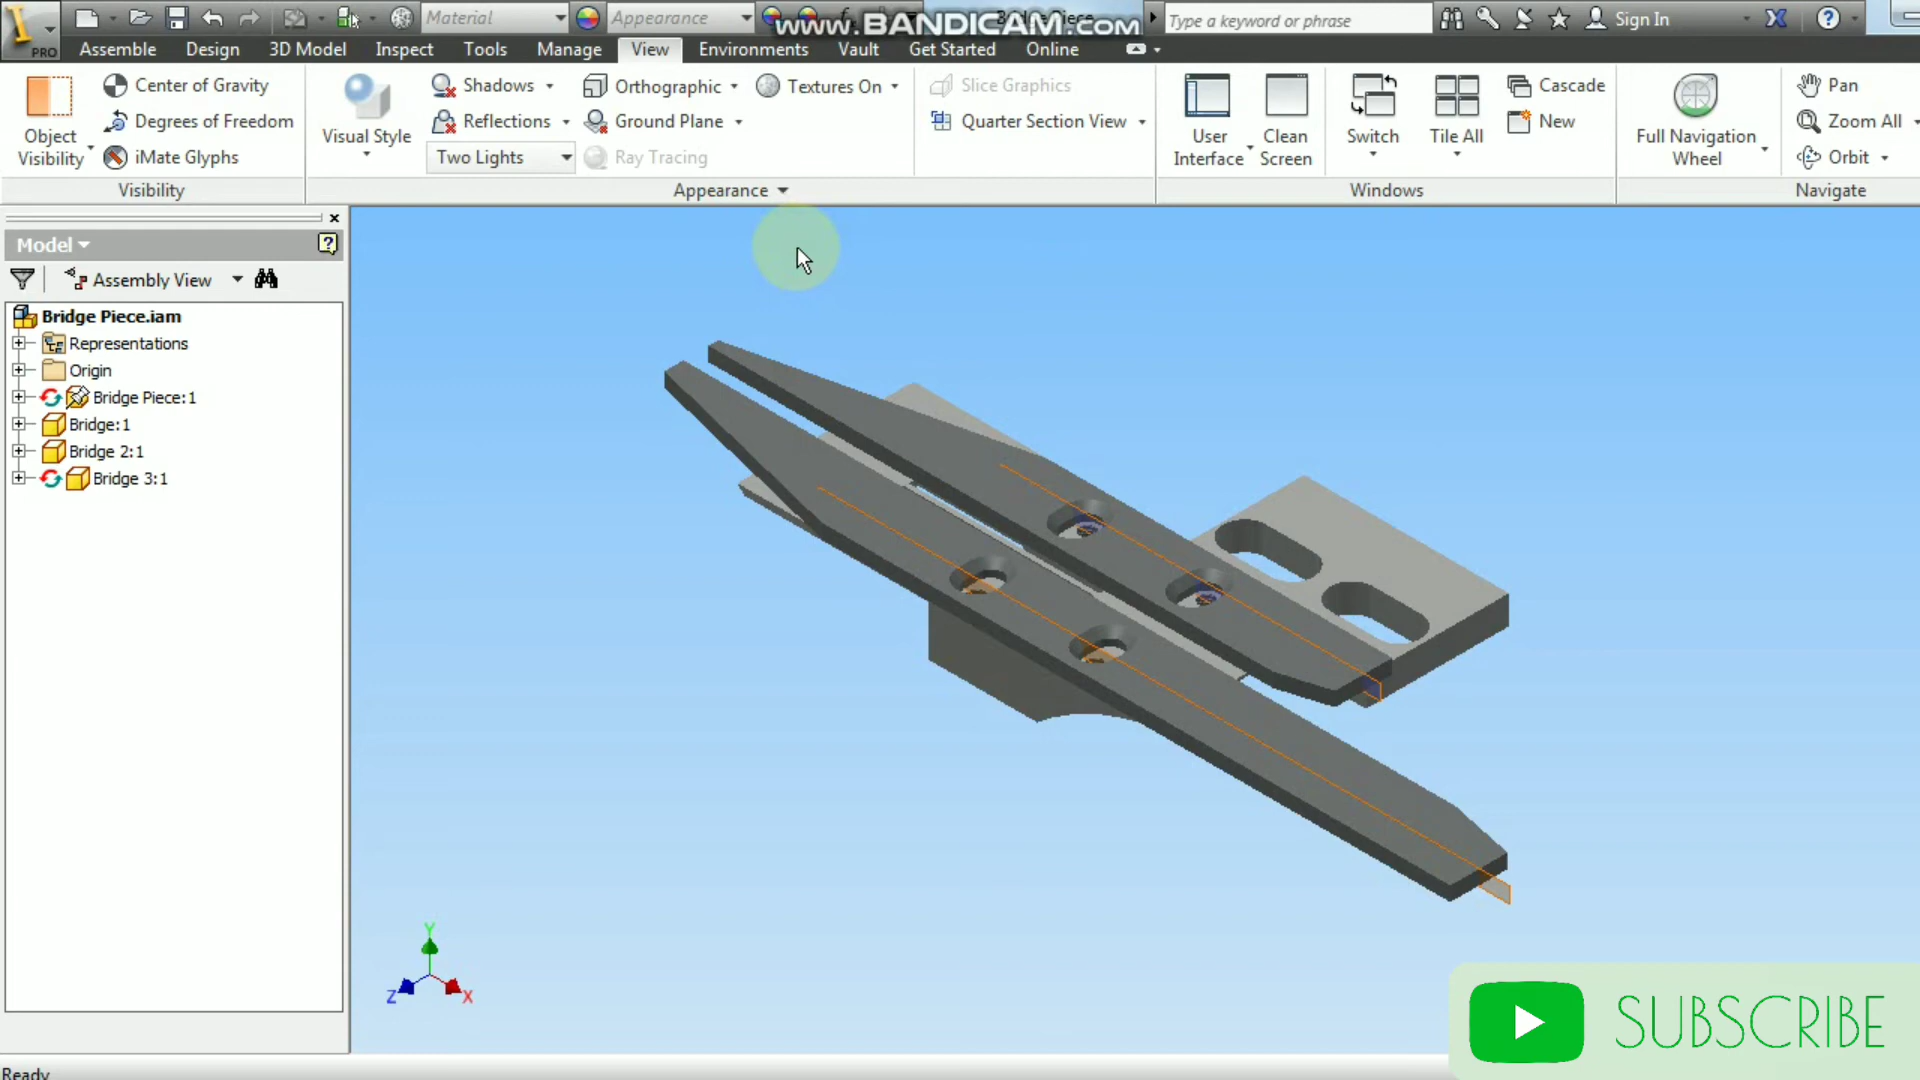 PRO
Material
Appearance
www.BANDICAM.com
Type a keyword or phrase
Sign In
Assemble
Design
3D Model
Inspect
Tools
Manage
View
Environments
Vault
Get Started
Online
Object Visibility
Center of Gravity
Degrees of Freedom
iMate Glyphs
Visibility
Visual Style
Shadows
Reflections
Two Lights
Orthographic
Ground Plane
Ray Tracing
Textures On
Appearance
Slice Graphics
Quarter Section View
User Interface
Clean Screen
Switch
Tile All
Cascade
New
Windows
Full Navigation Wheel
Pan
Zoom All
Orbit
Navigate
Model
Assembly View
Bridge Piece.iam
Representations
Origin
Bridge Piece:1
Bridge:1
Bridge 2:1
Bridge 3:1
Y
Z
X
SUBSCRIBE
Ready